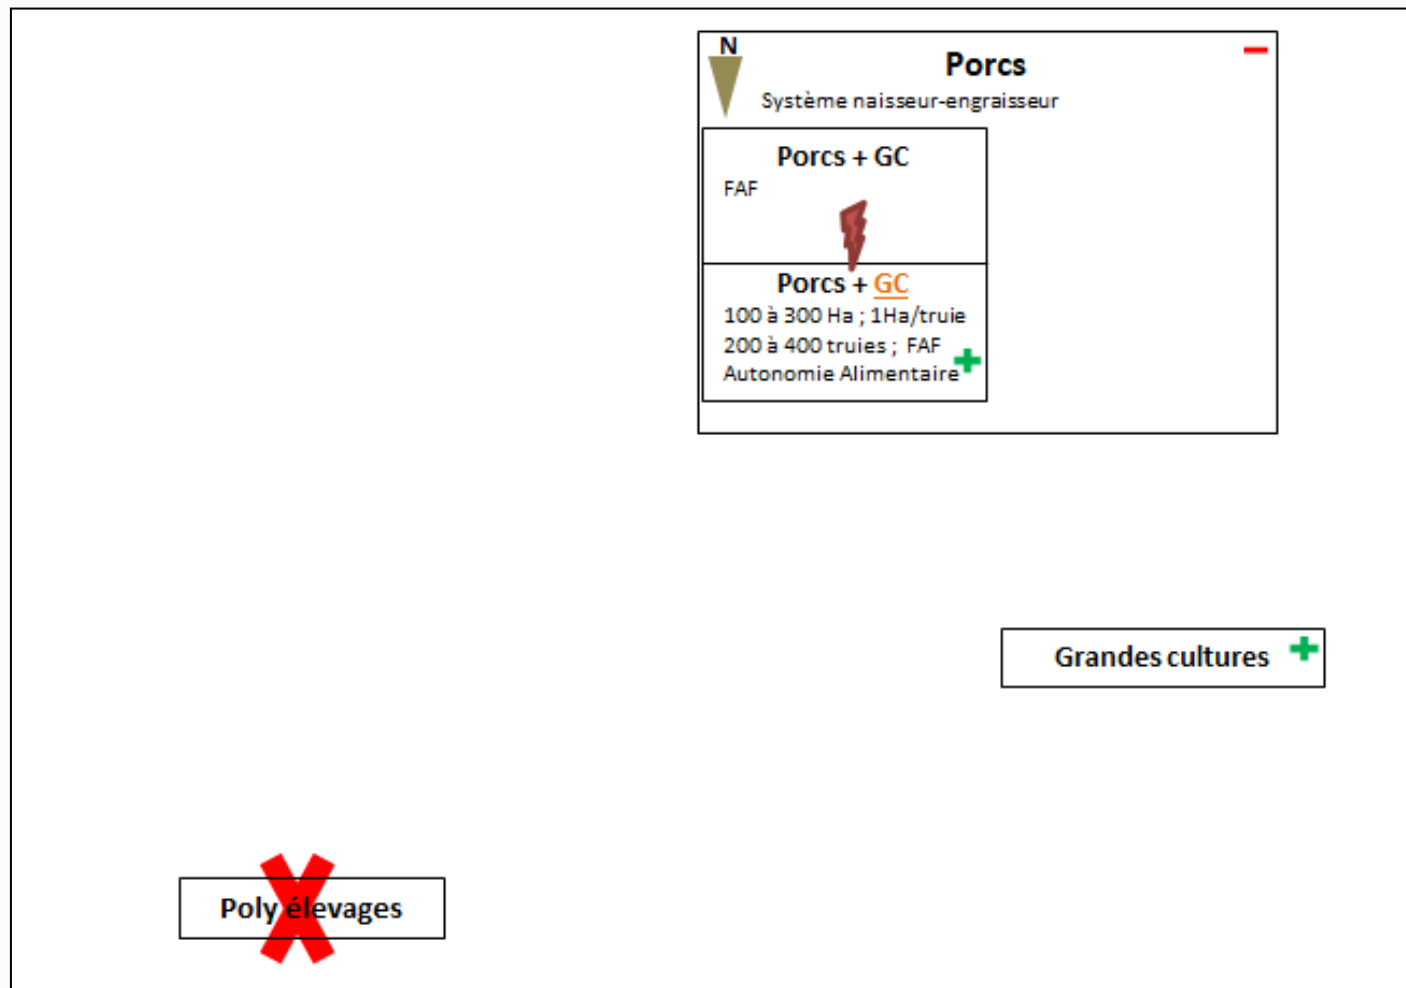 N
Porcs
Système naisseur-engraisseur
Porcs + GC
FAF
Porcs + GC
100 à 300 Ha ; 1Ha/truie
200 à 400 truies ; FAF
Autonomie Alimentaire
Grandes cultures
Poly élevages